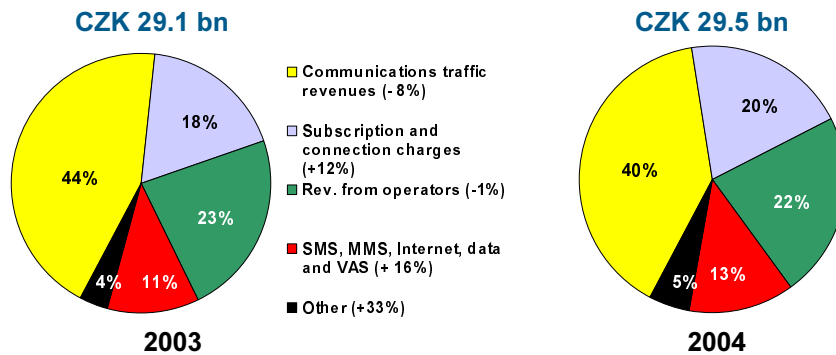 CZK 29.1 bn
18%
44%
23%
4%
11%
2003
Communications traffic
revenues (- 8%)
Subscription and
connection charges
(+12%)
Rev. from operators (-1%)
SMS, MMS, Internet, data
and VAS (+ 16%)
Other (+33%)
CZK 29.5 bn
20%
40%
22%
5%
13%
2004